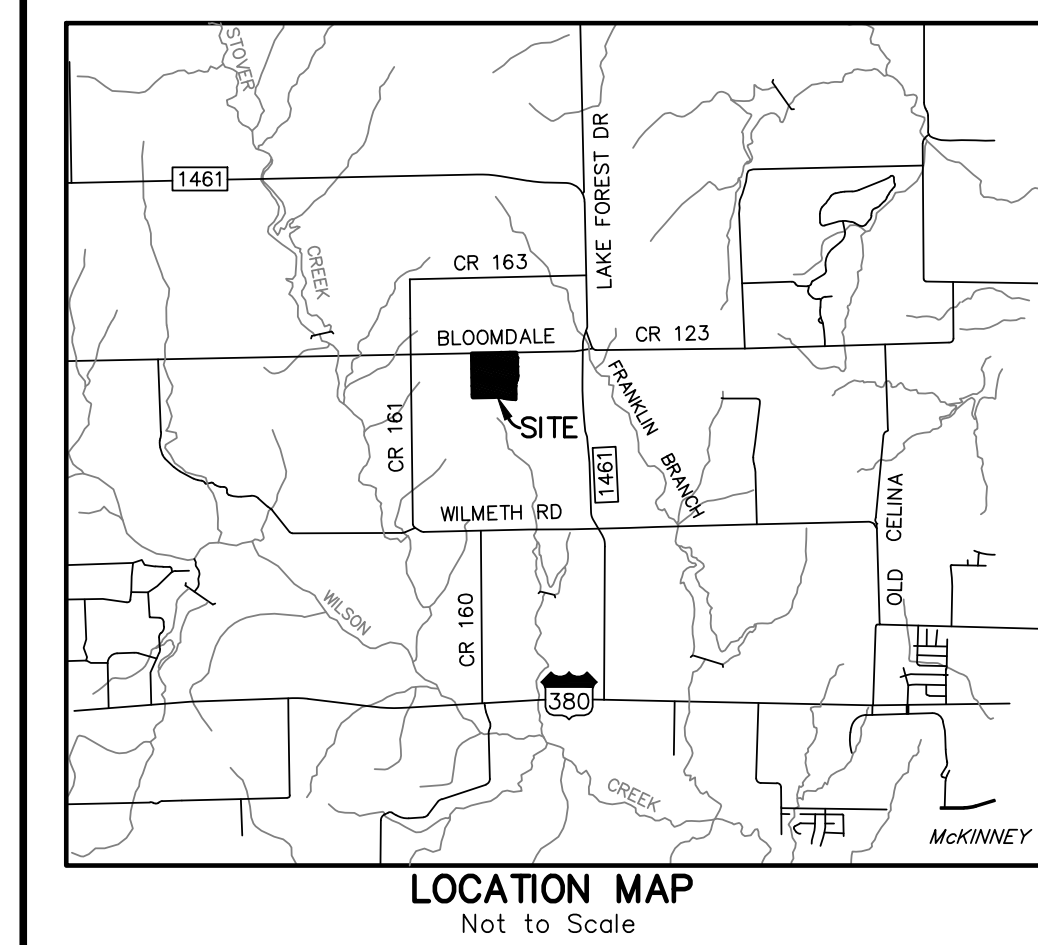 STOVER
CREEK
1461
LAKE FOREST DR
CR 163
BLOOMDALE
CR 123
FRANKLIN BRANCH
CR 161
SITE
1461
WILMETH RD
OLD CELINA
WILSON
CR 160
380
CREEK
McKINNEY
LOCATION MAP
Not to Scale